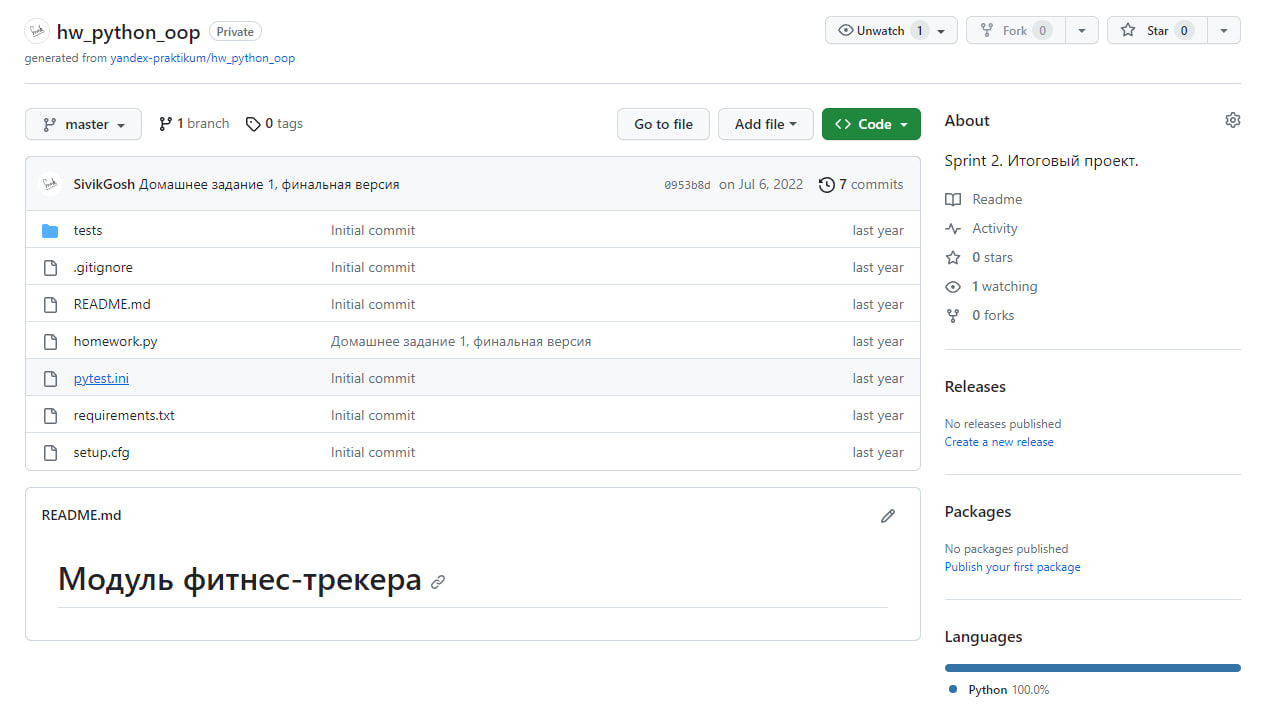 hw_python_oop Private
Unwatch 1
Fork 0
Star 0
generated from yandex-praktikum/hw_python_oop
master
1 branch
0 tags
Go to file
Add file
Code
SivikGosh Домашнее задание 1, финальная версия 0953b8d on Jul 6, 2022 7 commits
tests Initial commit last year
.gitignore Initial commit last year
README.md Initial commit last year
homework.py Домашнее задание 1, финальная версия last year
pytest.ini Initial commit last year
requirements.txt Initial commit last year
setup.cfg Initial commit last year
README.md
Модуль фитнес-трекера
About
Sprint 2. Итоговый проект.
Readme
Activity
0 stars
1 watching
0 forks
Releases
No releases published
Create a new release
Packages
No packages published
Publish your first package
Languages
Python 100.0%